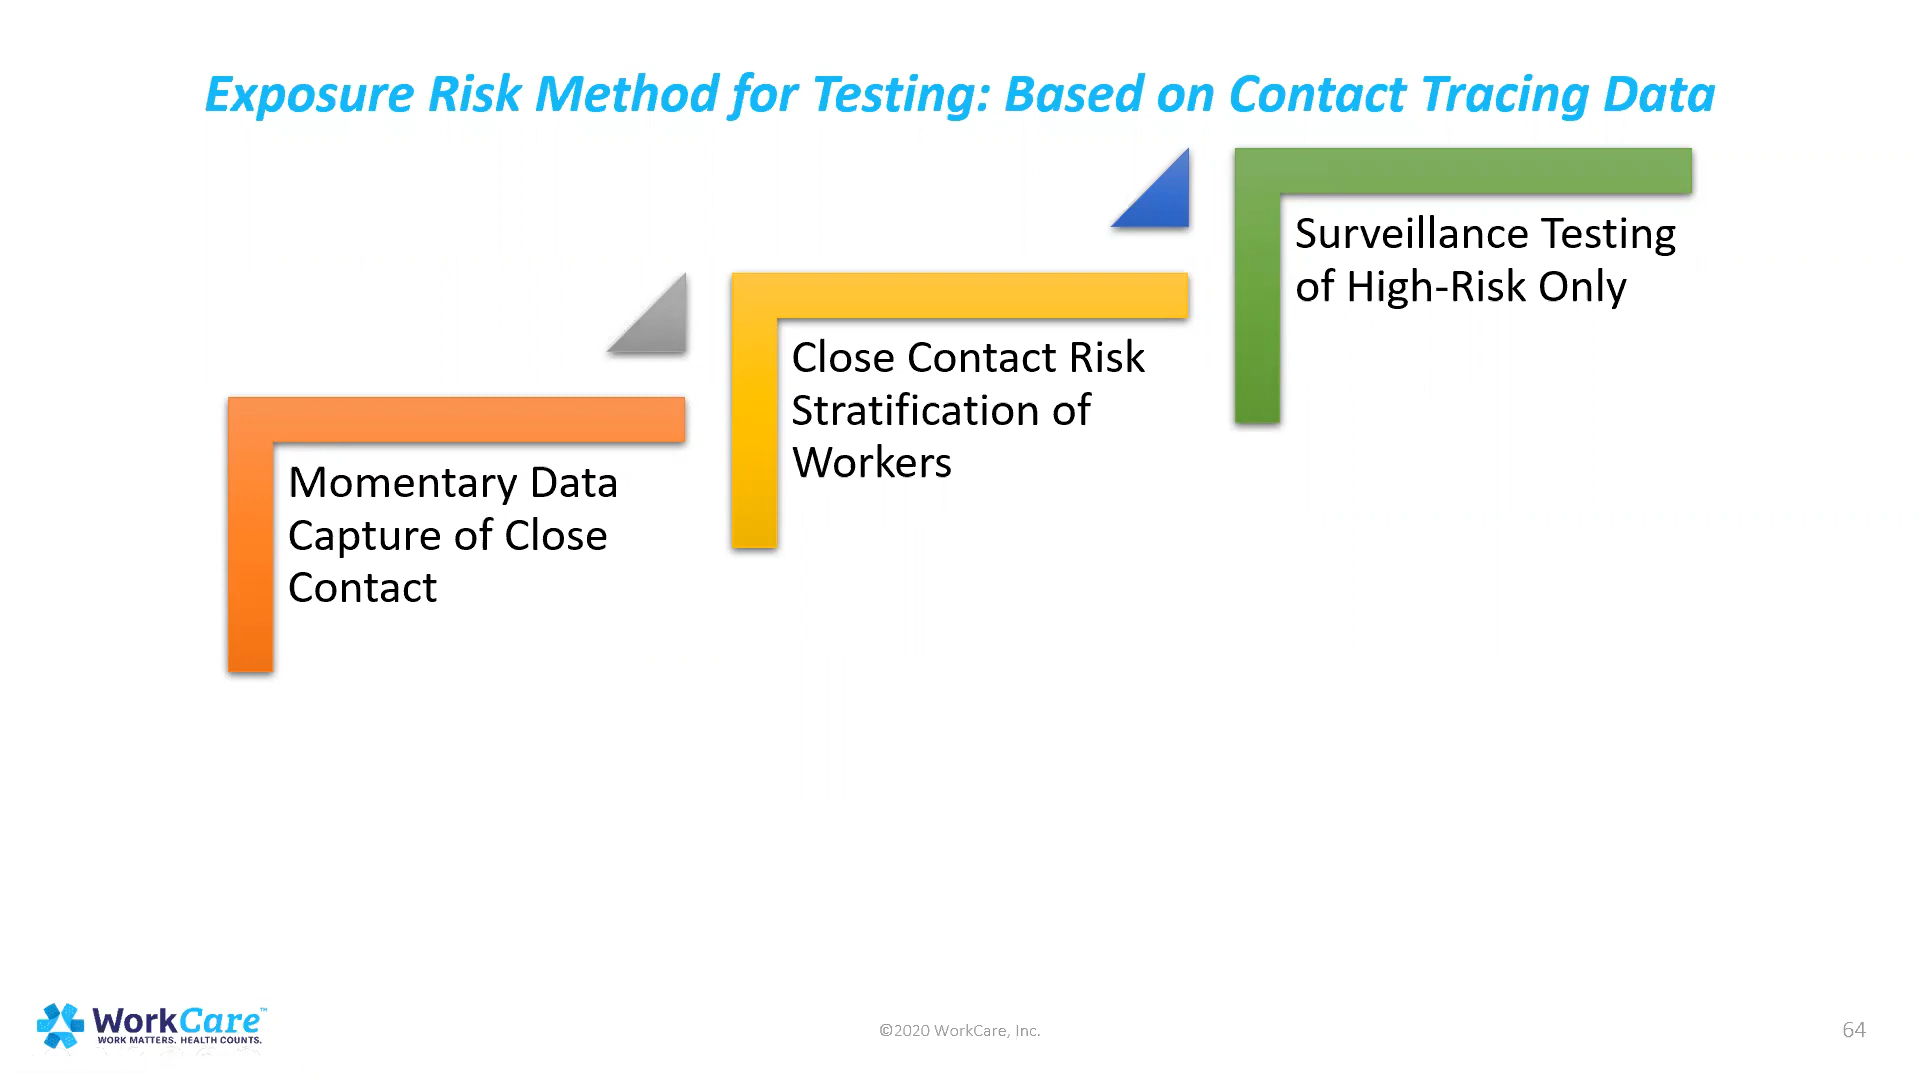 Exposure Risk Method for Testing: Based on Contact Tracing Data
Momentary Data
Capture of Close
Contact
Close Contact Risk
Stratification of
Workers
Surveillance Testing
of High-Risk Only
WorkCare™
WORK MATTERS. HEALTH COUNTS.
©2020 WorkCare, Inc.
64